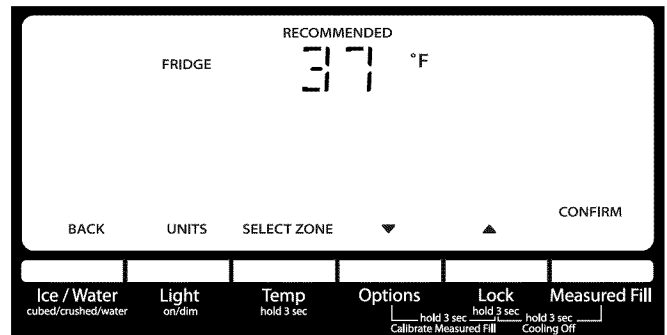 RECOMMENDED
FRIDGE 37 °F
BACK UNITS SELECT ZONE ▼ ▲ CONFIRM
Ice / Water Light Temp Options Lock Measured Fill
cubed/crushed/water on/dim hold 3 sec
hold 3 sec hold 3 sec hold 3 sec
Calibrate Measured Fill Cooling Off